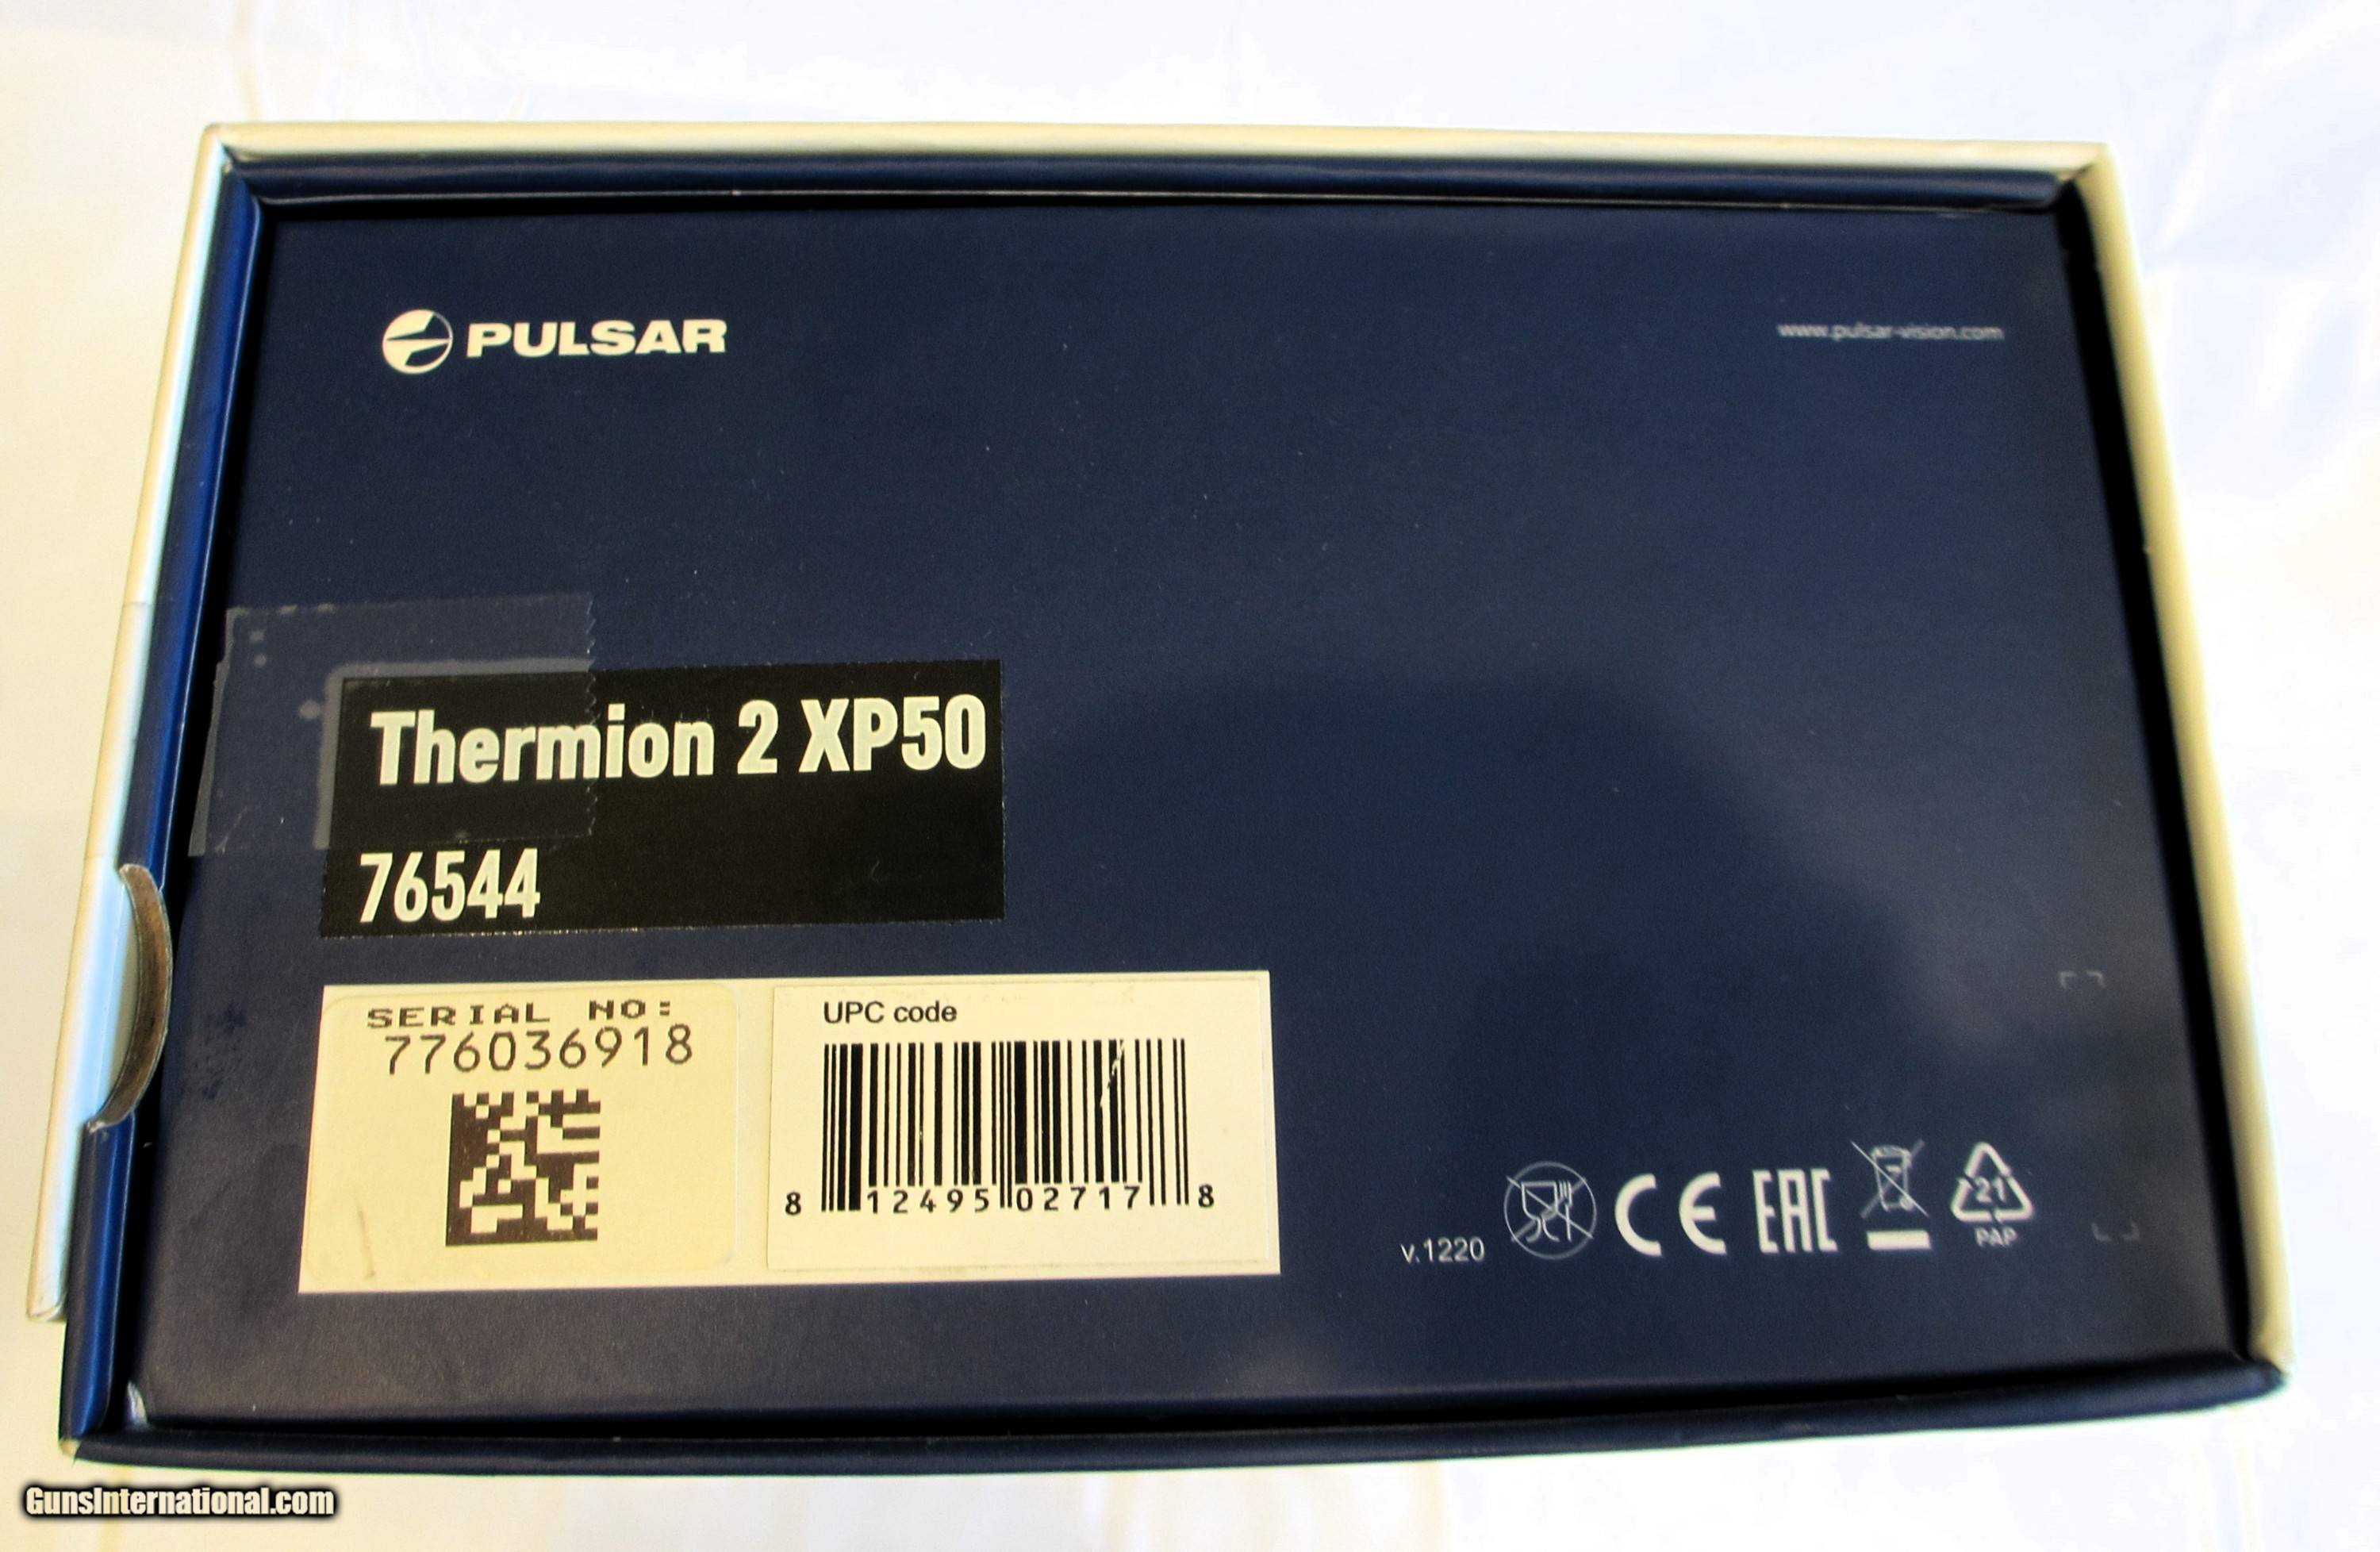 PULSAR
www.pulsar-vision.com
Thermion 2 XP50
76544
SERIAL NO:
776036918
UPC code
8 12495 02717 8
v.1220
CE
EAC
21
PAP
GunsInternational.com